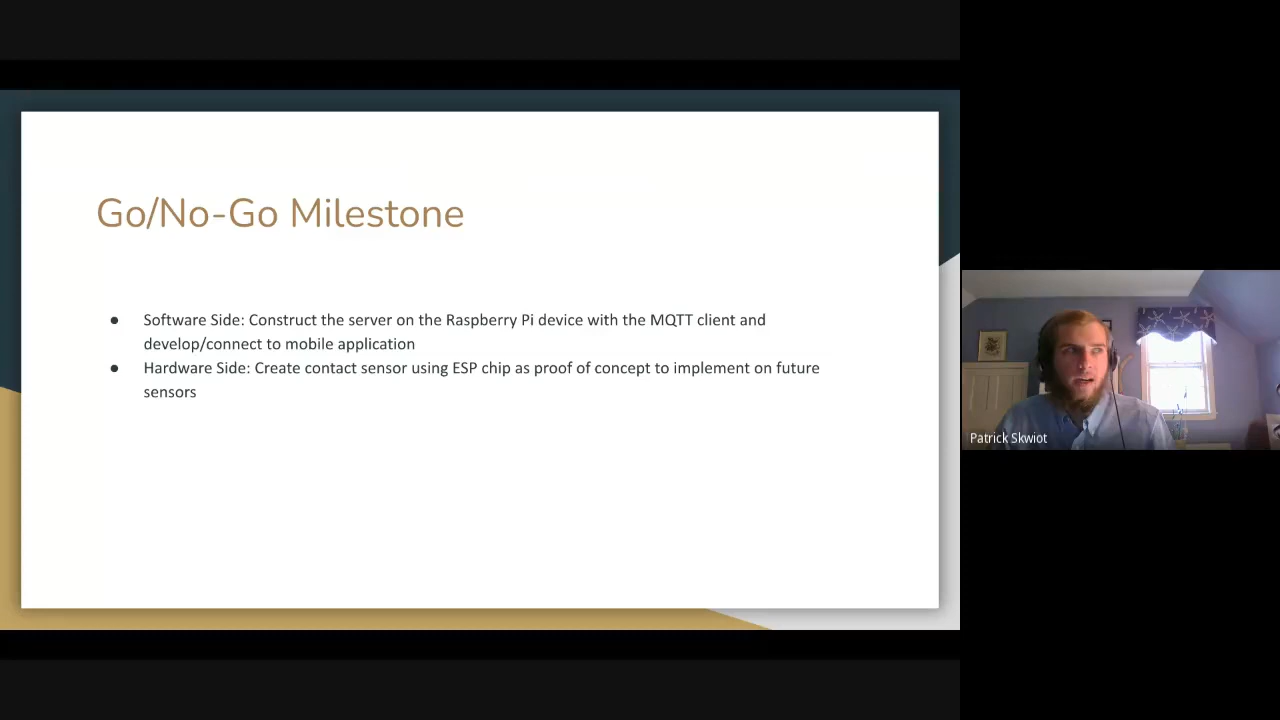 Go/No-Go Milestone
● Software Side: Construct the server on the Raspberry Pi device with the MQTT client and
develop/connect to mobile application
● Hardware Side: Create contact sensor using ESP chip as proof of concept to implement on future
sensors
Patrick Skwiot